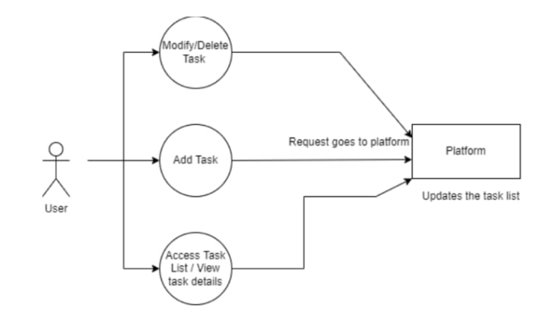 Modify/Delete
Task
Request goes to platform
Add Task
Platform
User
Updates the task list
Access Task
List / View
task details